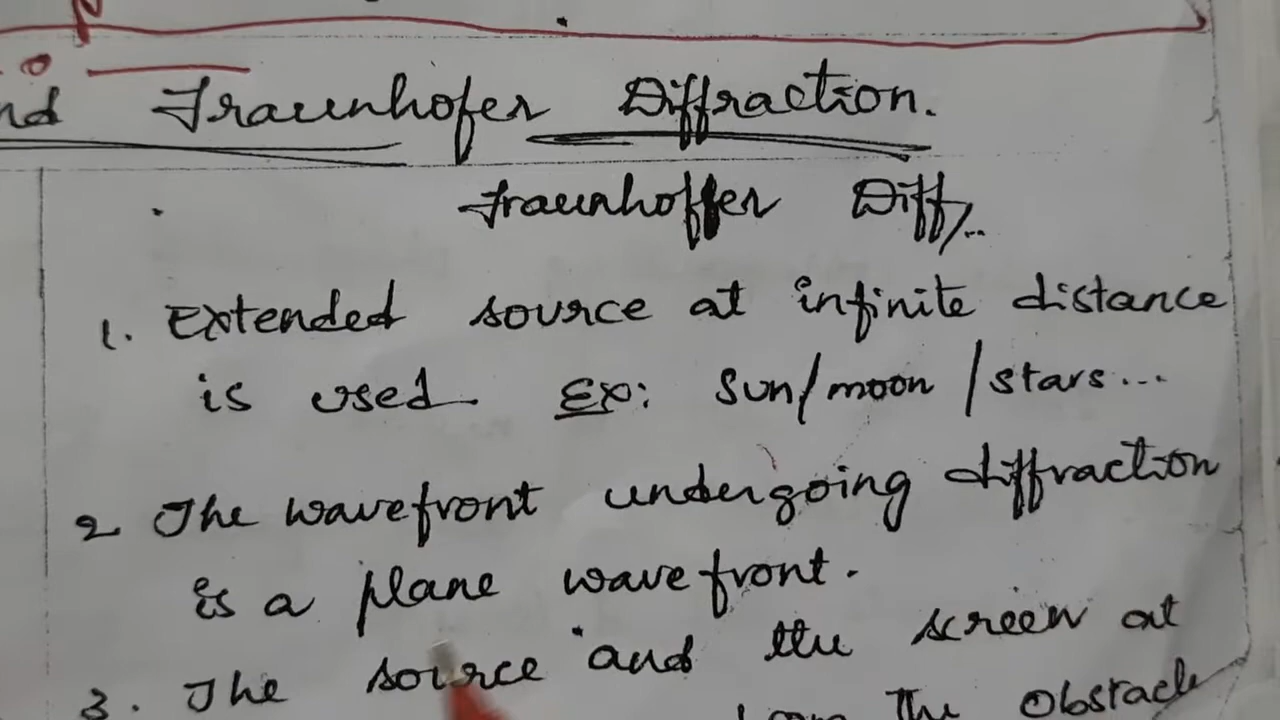 nd Fraunhofer Diffraction.
Fraunhoffer Diff...
1. Extended source at infinite distance
is used. Ex: Sun/moon/stars...
2 The wavefront undergoing diffraction
is a plane wavefront.
3. The source and the screen at
The obstacle